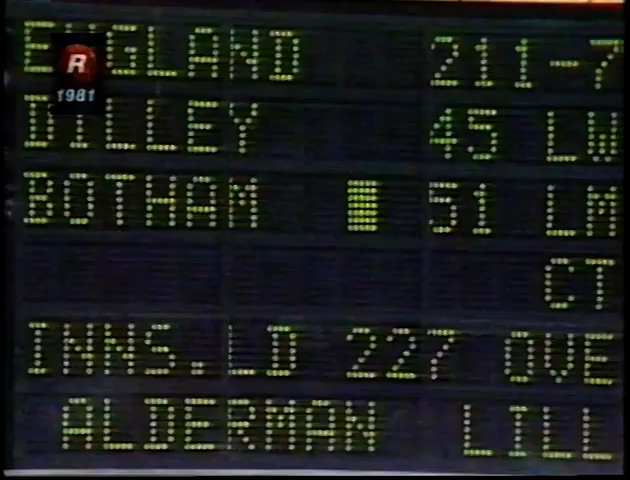 ENGLAND 211-7
R
1981
DILLEY 45 LW
BOTHAM 51 LM
CT
INNS. LD 227 OVE
ALDERMAN LILL